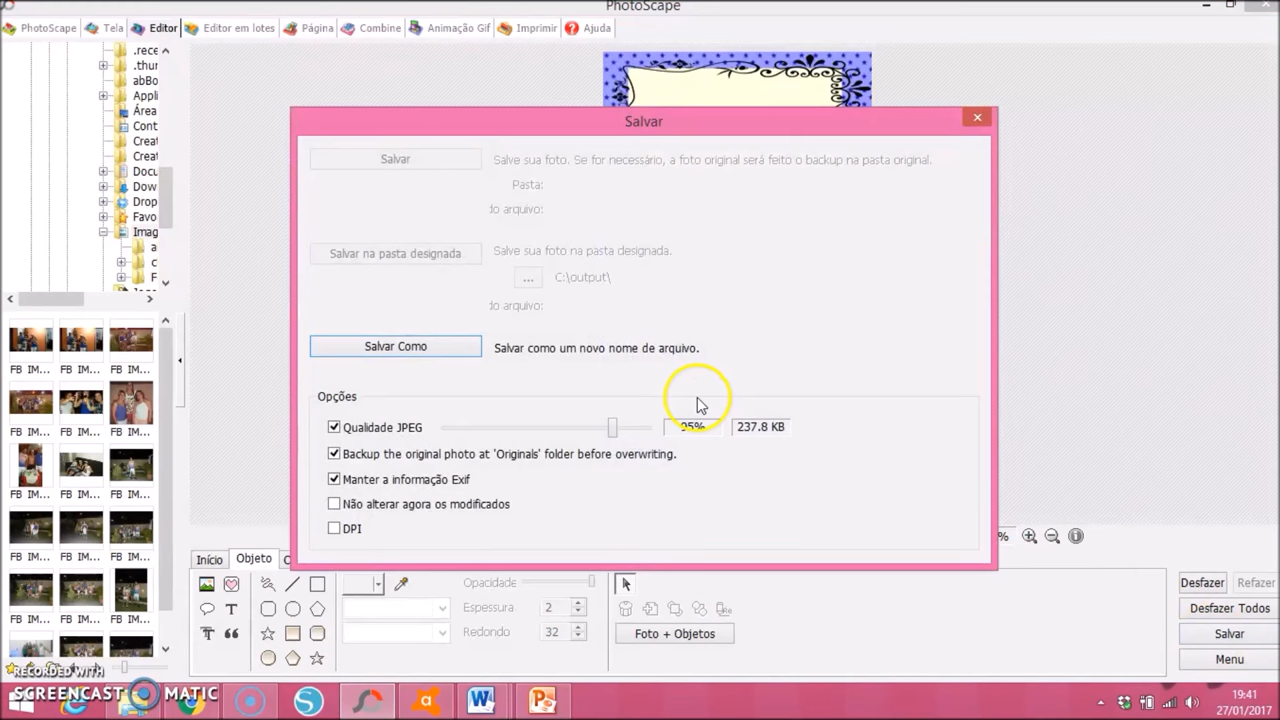 PhotoScape
PhotoScape Tela Editor Editor em lotes Página Combine Animação Gif Imprimir Ajuda
.rece
.thur
abBo
Appli
Área
Cont
Creat
Creat
Docu
Dow
Drop
Favo
Imag
a
c
F
Salvar
Salvar Salve sua foto. Se for necessário, a foto original será feito o backup na pasta original.
Pasta:
do arquivo:
Salvar na pasta designada Salve sua foto na pasta designada.
... C:\output\
do arquivo:
Salvar Como Salvar como um novo nome de arquivo.
Opções
Qualidade JPEG 95% 237.8 KB
Backup the original photo at 'Originals' folder before overwriting.
Manter a informação Exif
Não alterar agora os modificados
DPI
FB IM... FB IM... FB IM...
FB IM... FB IM... FB IM...
FB IM... FB IM... FB IM...
FB IM... FB IM... FB IM...
FB IM... FB IM... FB IM...
%
Início Objeto
Opacidade
Espessura 2
Redondo 32
Foto + Objetos
Desfazer Refazer
Desfazer Todos
Salvar
Menu
RECORDED WITH
SCREENCAST MATIC
19:41
27/01/2017